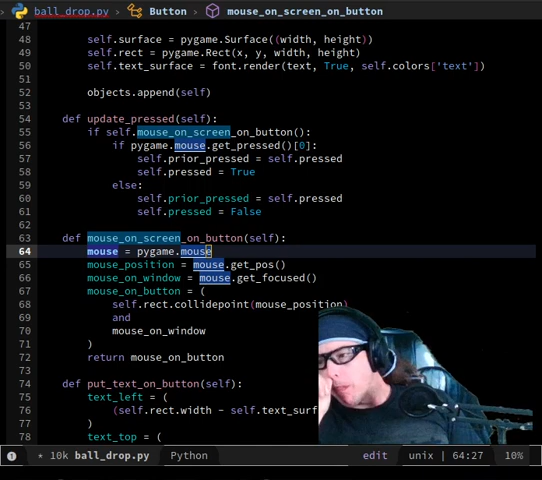 ball_drop.py › Button › mouse_on_screen_on_button
47
48 self.surface = pygame.Surface((width, height))
49 self.rect = pygame.Rect(x, y, width, height)
50 self.text_surface = font.render(text, True, self.colors['text'])
51
52 objects.append(self)
53
54 def update_pressed(self):
55 if self.mouse_on_screen_on_button():
56 if pygame.mouse.get_pressed()[0]:
57 self.prior_pressed = self.pressed
58 self.pressed = True
59 else:
60 self.prior_pressed = self.pressed
61 self.pressed = False
62
63 def mouse_on_screen_on_button(self):
64 mouse = pygame.mouse
65 mouse_position = mouse.get_pos()
66 mouse_on_window = mouse.get_focused()
67 mouse_on_button = (
68 self.rect.collidepoint(mouse_position)
69 and
70 mouse_on_window
71 )
72 return mouse_on_button
73
74 def put_text_on_button(self):
75 text_left = (
76 (self.rect.width - self.text_surf
77 )
78 text_top = (
1 * 10k ball_drop.py Python edit unix | 64:27 10%